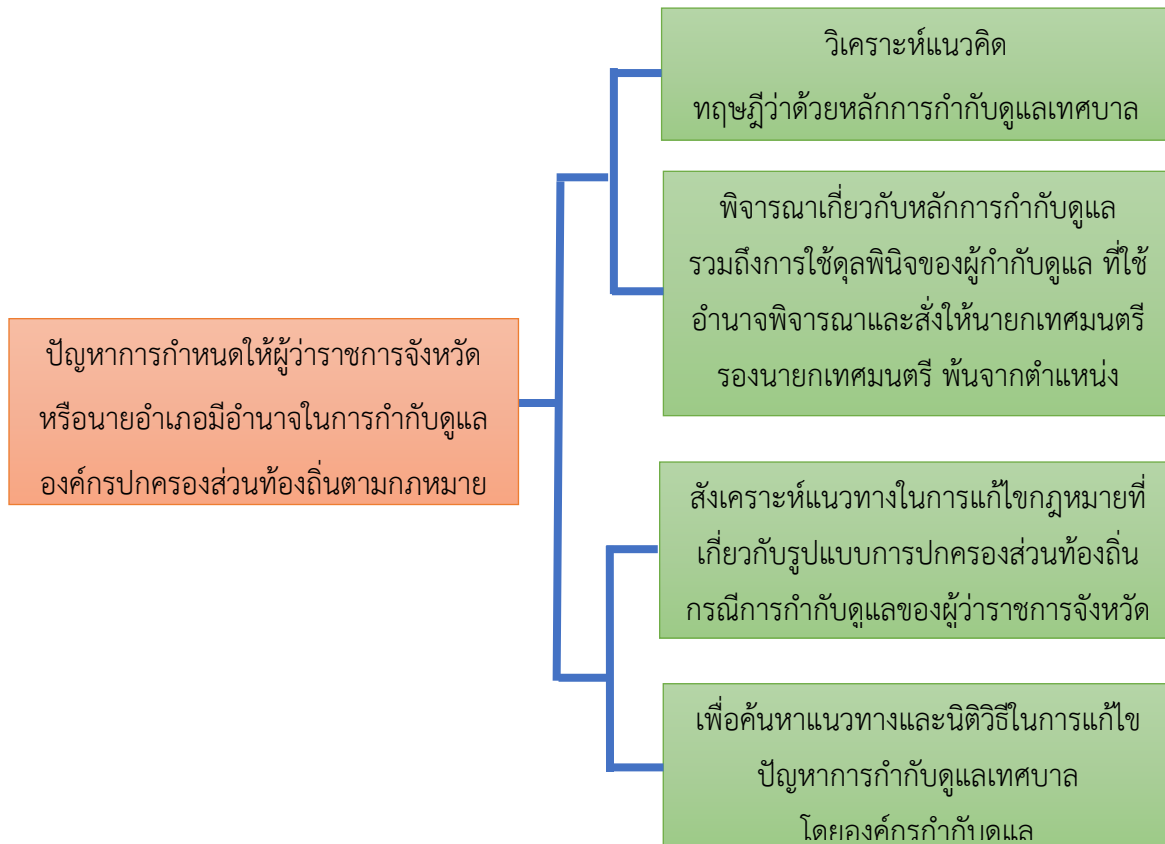 วิเคราะห์แนวคิด
ทฤษฎีว่าด้วยหลักการกำกับดูแลเทศบาล
พิจารณาเกี่ยวกับหลักการกำกับดูแล
รวมถึงการใช้ดุลพินิจของผู้กำกับดูแล ที่ใช้
อำนาจพิจารณาและสั่งให้นายกเทศมนตรี
รองนายกเทศมนตรี พ้นจากตำแหน่ง
ปัญหาการกำหนดให้ผู้ว่าราชการจังหวัด
หรือนายอำเภอมีอำนาจในการกำกับดูแล
องค์กรปกครองส่วนท้องถิ่นตามกภหมาย
สังเคราะห์แนวทางในการแก้ไขกฎหมายที่
เกี่ยวกับรูปแบบการปกครองส่วนท้องถิ่น
กรณีการกำกับดูแลของผู้ว่าราชการจังหวัด
เพื่อค้นหาแนวทางและนิติวิธีในการแก้ไข
ปัญหาการกำกับดูแลเทศบาล
โดยองค์กรกำกับดูแล